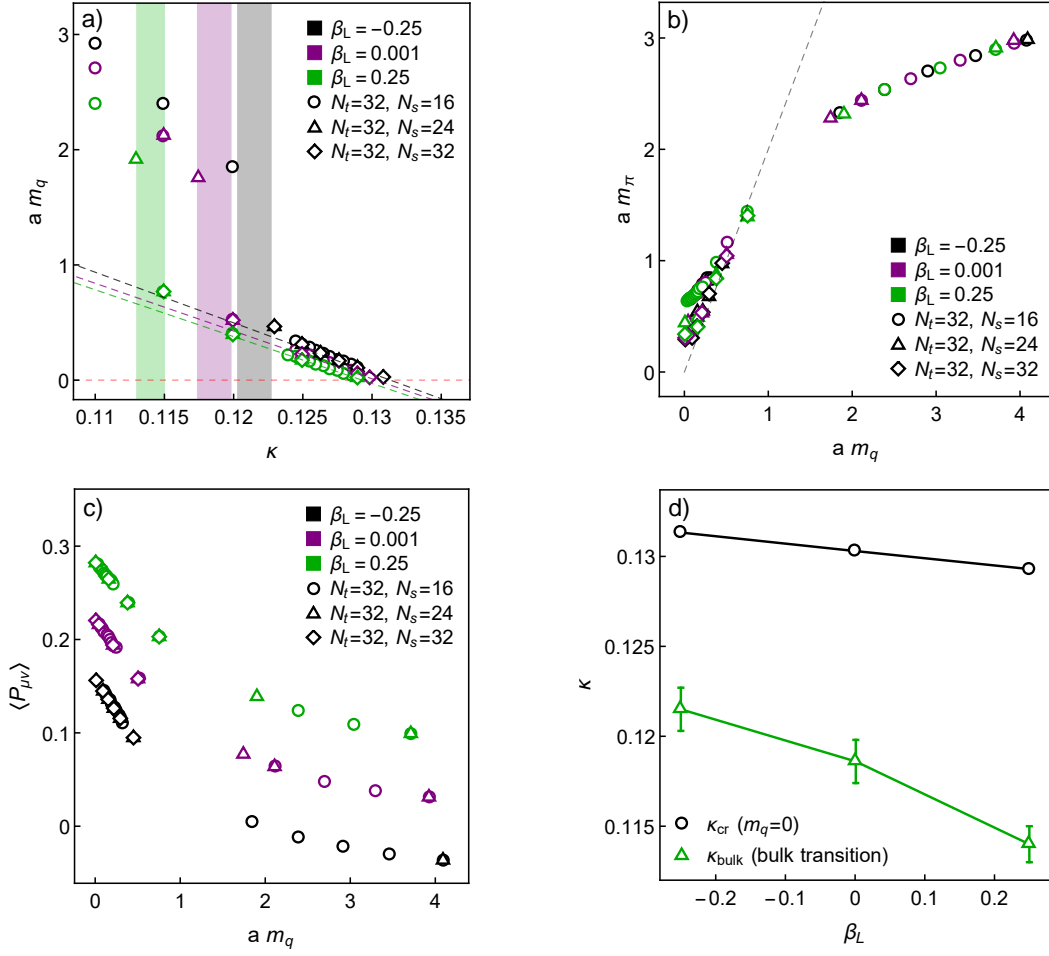 a)
β_L = −0.25
β_L = 0.001
β_L = 0.25
N_t=32, N_s=16
N_t=32, N_s=24
N_t=32, N_s=32
a m_q
3
2
1
0
0.11 0.115 0.12 0.125 0.13 0.135
κ
b)
a m_π
3
2
1
0
β_L = −0.25
β_L = 0.001
β_L = 0.25
N_t=32, N_s=16
N_t=32, N_s=24
N_t=32, N_s=32
0 1 2 3 4
a m_q
c)
β_L = −0.25
β_L = 0.001
β_L = 0.25
N_t=32, N_s=16
N_t=32, N_s=24
N_t=32, N_s=32
⟨P_μν⟩
0.3
0.2
0.1
0
0 1 2 3 4
a m_q
d)
κ
0.130
0.125
0.120
0.115
κ_cr (m_q=0)
κ_bulk (bulk transition)
−0.2 −0.1 0 0.1 0.2
β_L